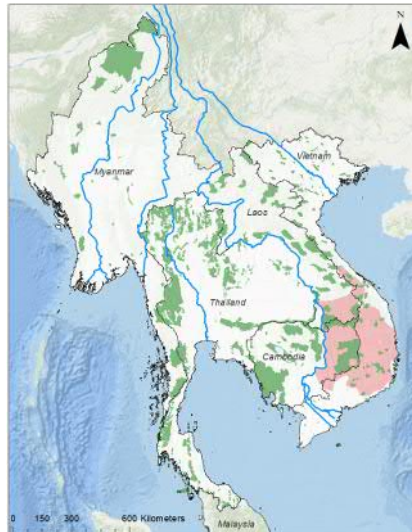 N
Vietnam
Myanmar
Laos
Thailand
Cambodia
0 150 300 600 Kilometers
Malaysia